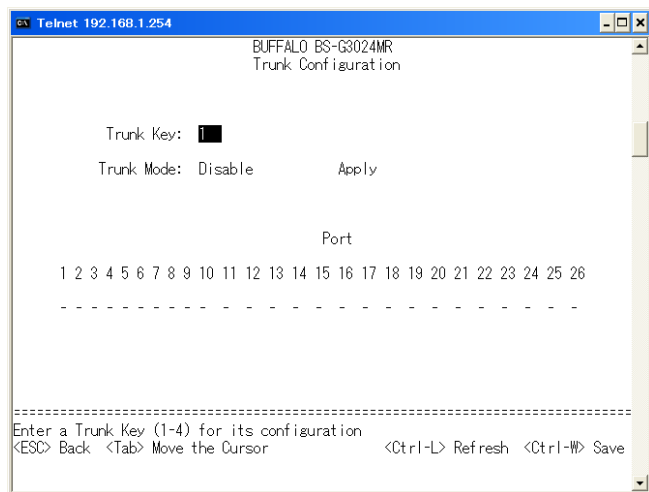 Telnet 192.168.1.254
BUFFALO BS-G3024MR
Trunk Configuration
Trunk Key: 1
Trunk Mode: Disable Apply
Port
1 2 3 4 5 6 7 8 9 10 11 12 13 14 15 16 17 18 19 20 21 22 23 24 25 26
- - - - - - - - - - - - - - - - - - - - - - - - - -
================================================================================
Enter a Trunk Key (1-4) for its configuration
<ESC> Back <Tab> Move the Cursor <Ctrl-L> Refresh <Ctrl-W> Save